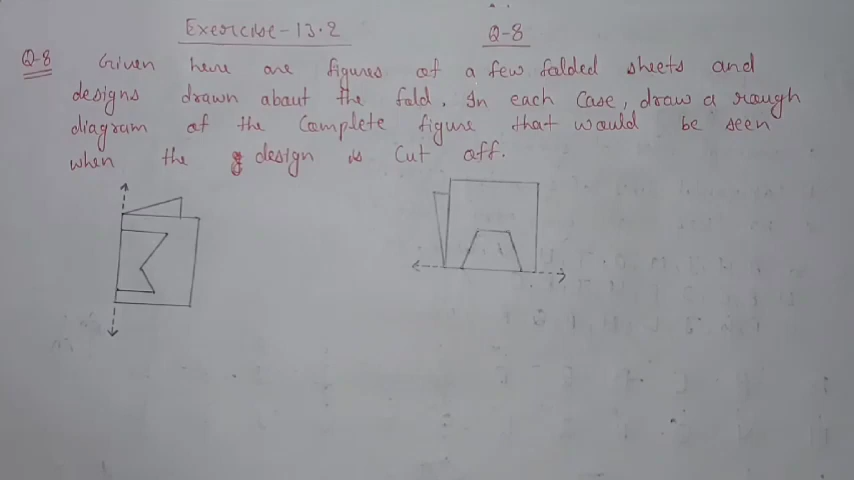 Exercise-13.2
Q-8
Q-8 Given here are figures of a few folded sheets and
designs drawn about the fold. In each case, draw a rough
diagram of the complete figure that would be seen
when the design is cut off.